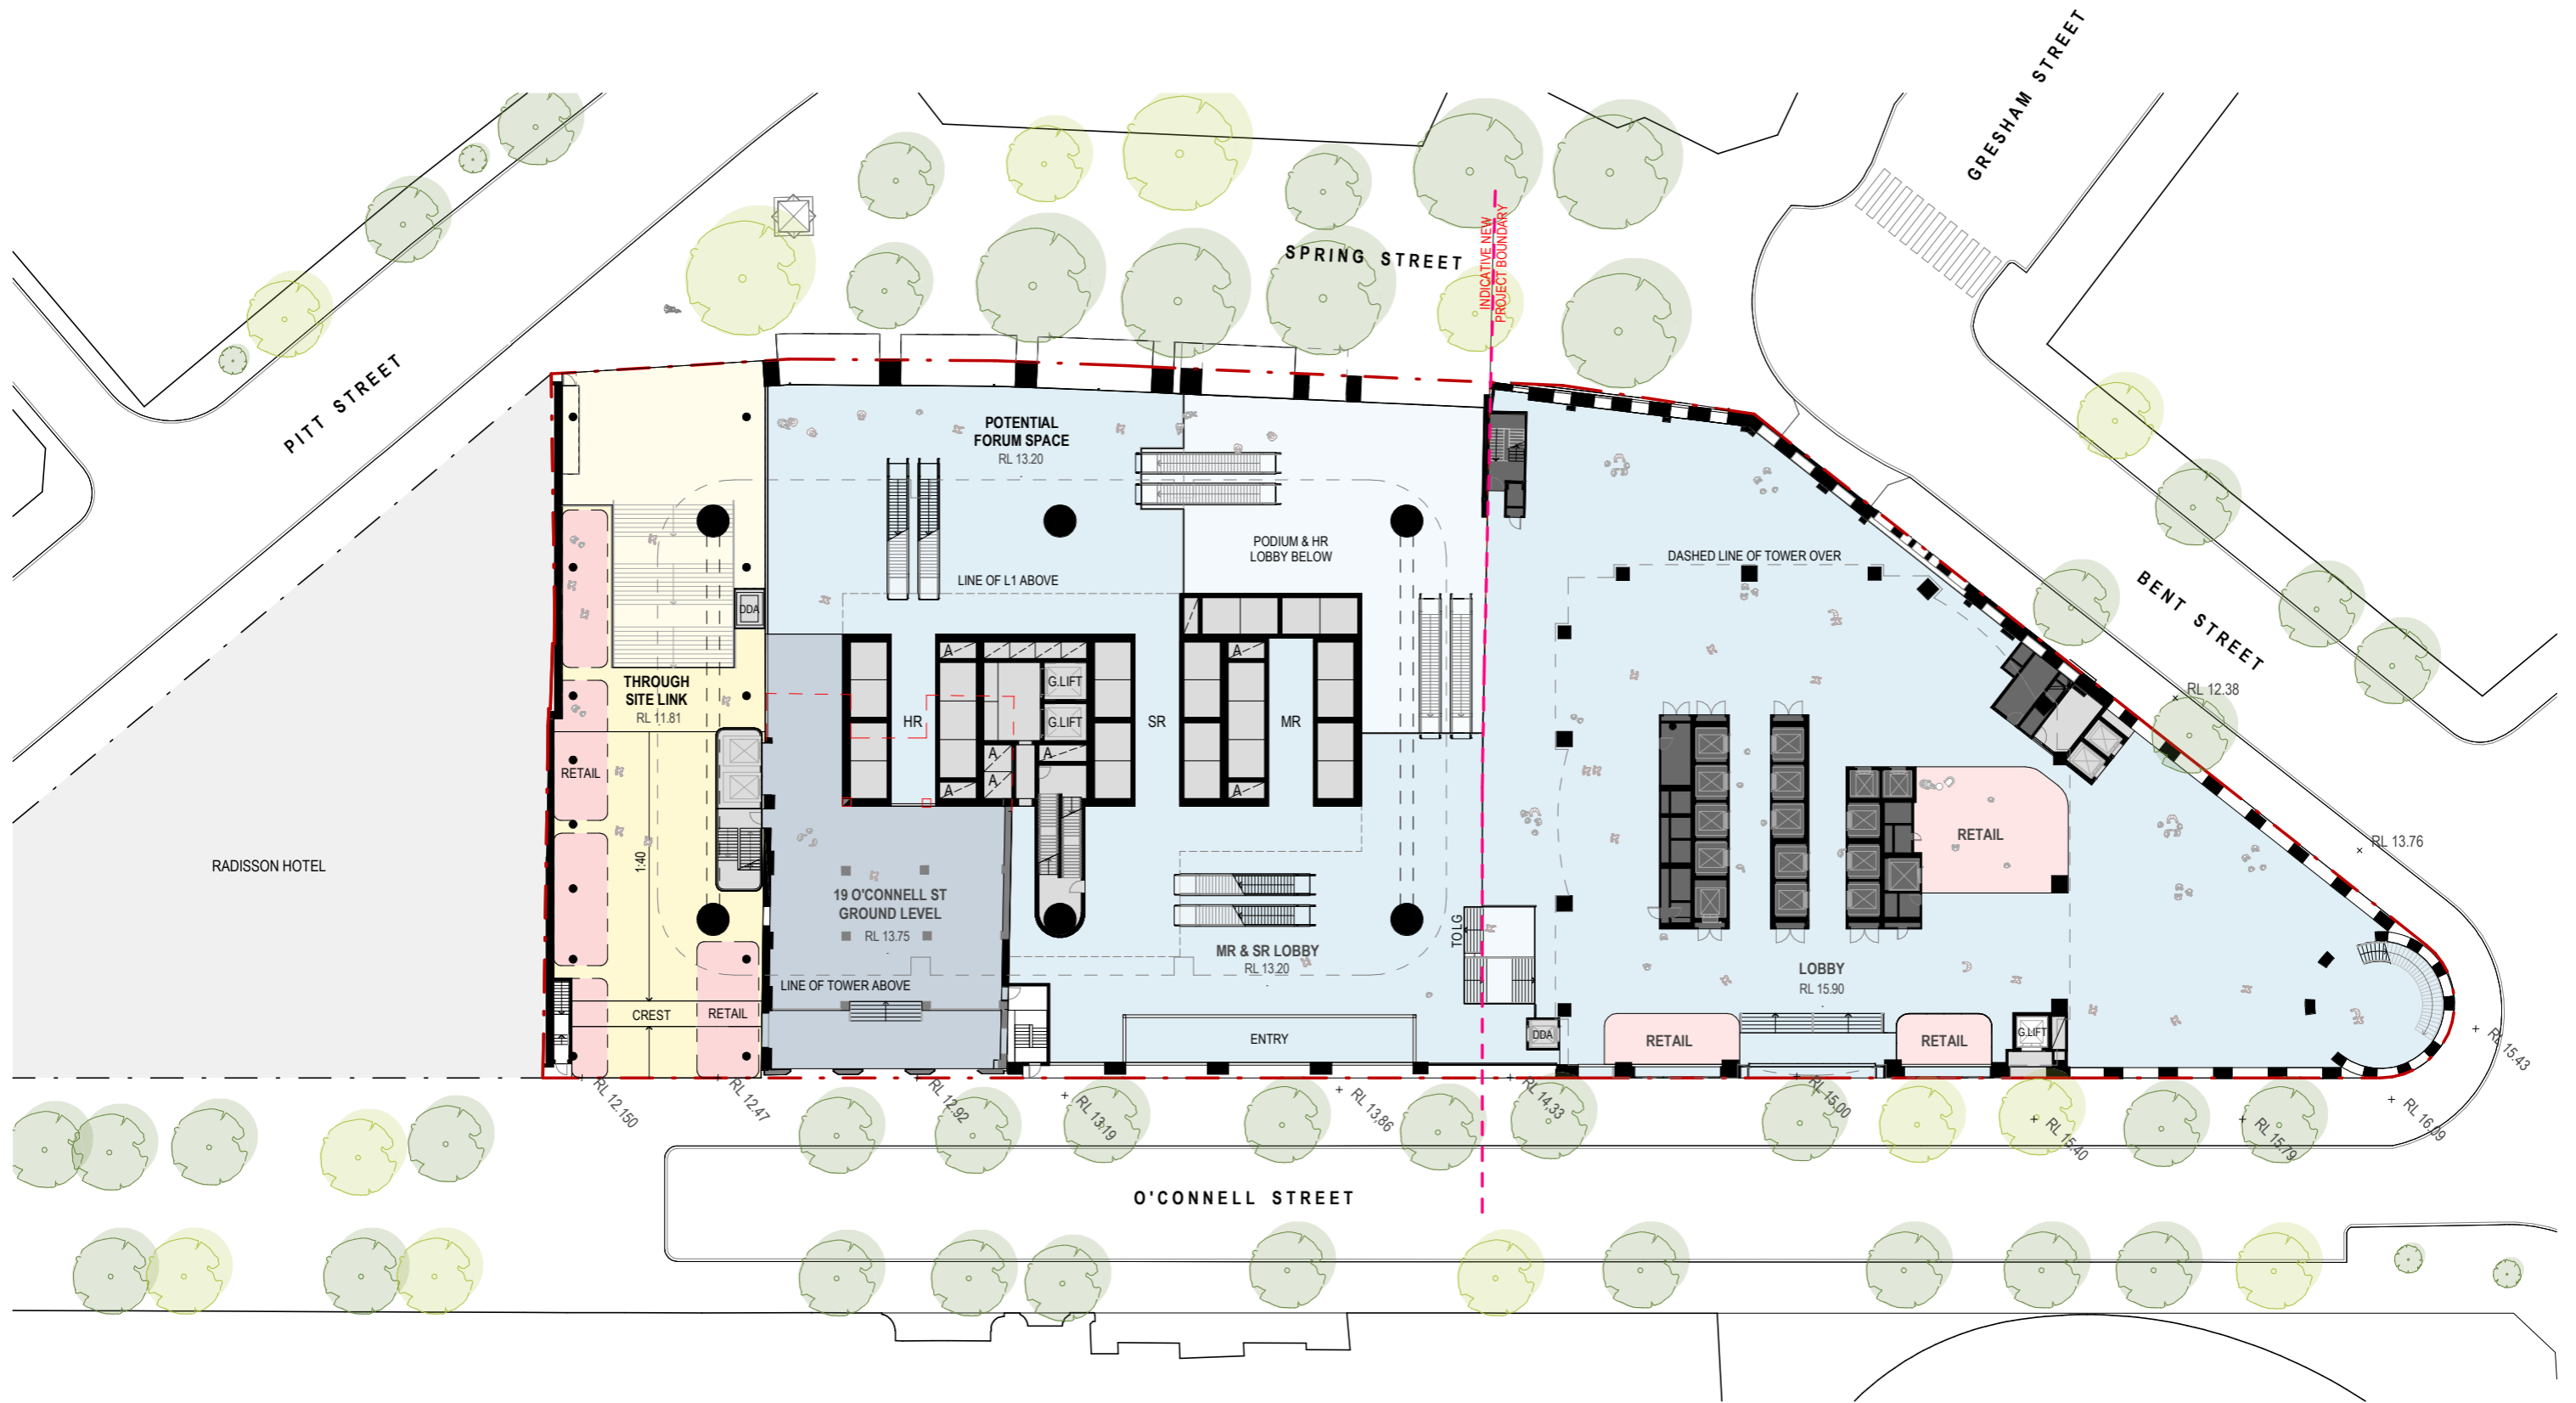 GRESHAM STREET
SPRING STREET
INDICATIVE NEW
PROJECT BOUNDARY
PITT STREET
POTENTIAL
FORUM SPACE
RL 13.20
PODIUM & HR
LOBBY BELOW
DASHED LINE OF TOWER OVER
LINE OF L1 ABOVE
BENT STREET
DDA
A
A
G.LIFT
THROUGH
SITE LINK
RL 11.81
RL 12.38
G.LIFT
HR
SR
MR
A
A
A
RETAIL
A
A
RETAIL
RL 13.76
1:40
RADISSON HOTEL
19 O'CONNELL ST
GROUND LEVEL
RL 13.75
TO LG
MR & SR LOBBY
RL 13.20
LOBBY
RL 15.90
LINE OF TOWER ABOVE
CREST
RETAIL
ENTRY
DDA
RETAIL
RETAIL
G.LIFT
RL 15.43
RL 12.150
RL 12.47
RL 12.92
RL 13.19
RL 13.86
RL 14.33
RL 15.00
RL 15.40
RL 15.79
RL 16.09
O'CONNELL STREET